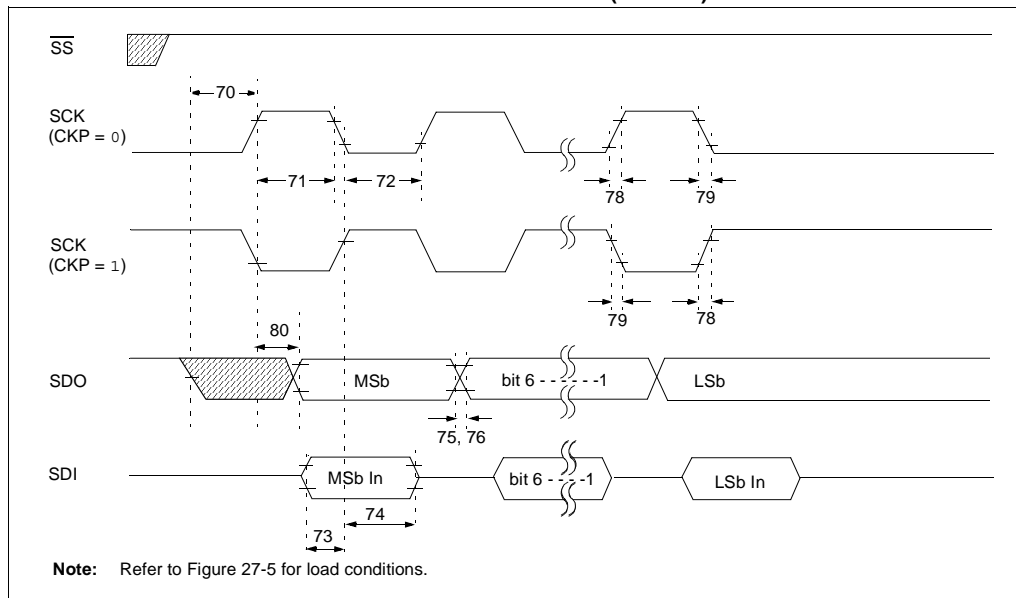 SS
70
SCK
(CKP = 0)
71
72
78
79
SCK
(CKP = 1)
79
78
80
SDO
MSb
bit 6 - - - - - -1
LSb
75, 76
SDI
MSb In
bit 6 - - - -1
LSb In
74
73
Note: Refer to Figure 27-5 for load conditions.